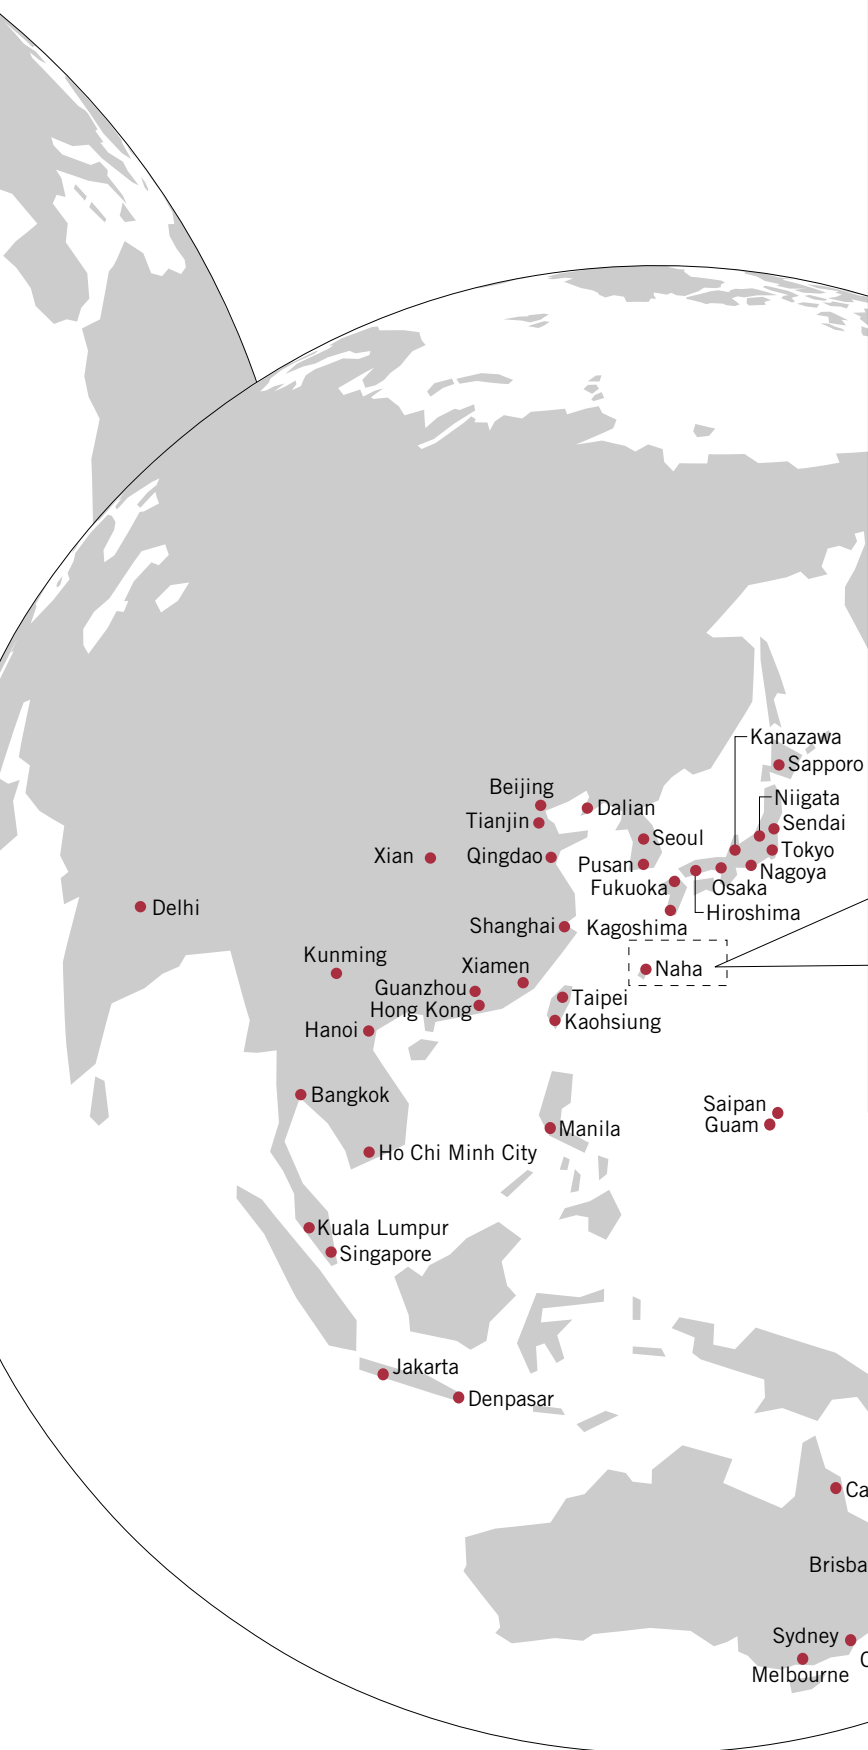 Kanazawa
Sapporo
Beijing
Niigata
Dalian
Tianjin
Sendai
Seoul
Tokyo
Xian
Qingdao
Pusan
Nagoya
Fukuoka
Osaka
Delhi
Hiroshima
Shanghai
Kagoshima
Kunming
Xiamen
Naha
Guanzhou
Taipei
Hong Kong
Kaohsiung
Hanoi
Bangkok
Saipan
Guam
Manila
Ho Chi Minh City
Kuala Lumpur
Singapore
Jakarta
Denpasar
Ca
Brisba
Sydney
Melbourne